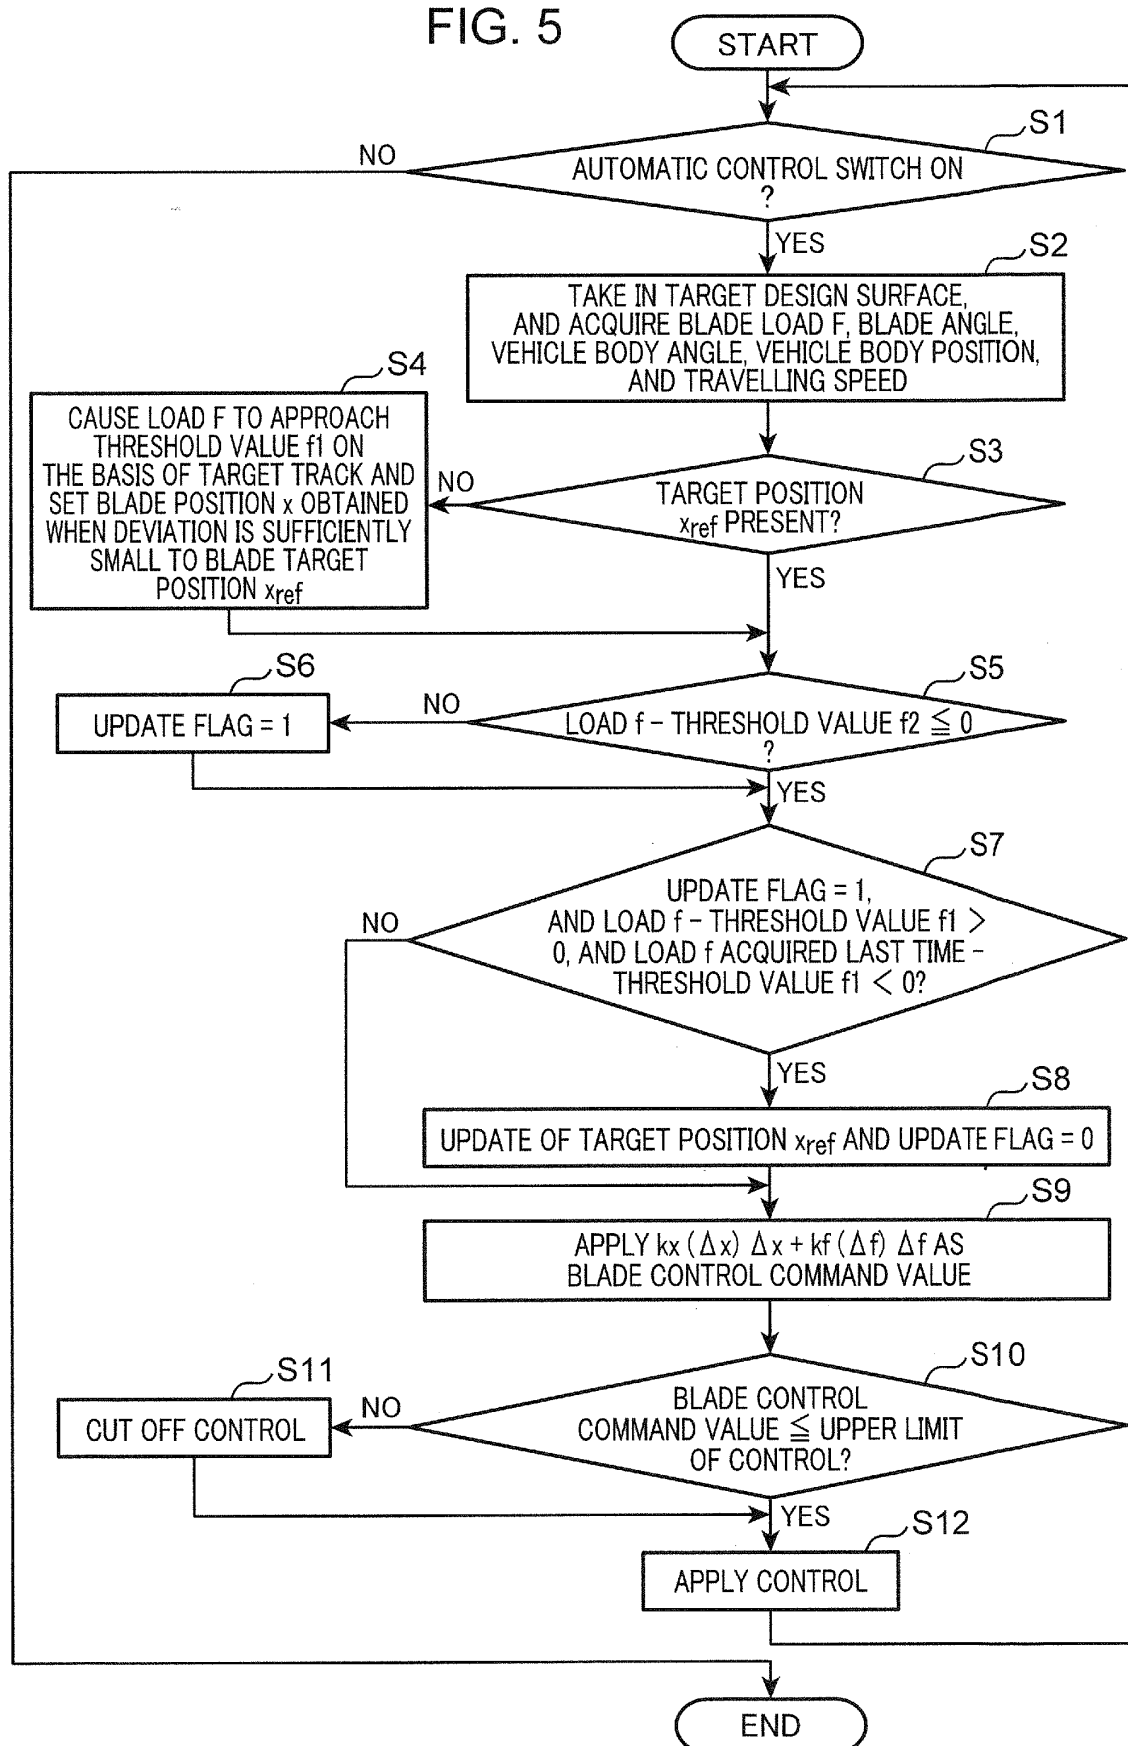 FIG. 5
START
S1
NO
AUTOMATIC CONTROL SWITCH ON
?
YES
S2
TAKE IN TARGET DESIGN SURFACE,
AND ACQUIRE BLADE LOAD F, BLADE ANGLE,
VEHICLE BODY ANGLE, VEHICLE BODY POSITION,
AND TRAVELLING SPEED
S4
CAUSE LOAD F TO APPROACH
THRESHOLD VALUE f1 ON
THE BASIS OF TARGET TRACK AND
SET BLADE POSITION x OBTAINED
WHEN DEVIATION IS SUFFICIENTLY
SMALL TO BLADE TARGET
POSITION xref
S3
NO
TARGET POSITION
xref PRESENT?
YES
S6
UPDATE FLAG = 1
S5
NO
LOAD f – THRESHOLD VALUE f2 ≦ 0
?
YES
S7
NO
UPDATE FLAG = 1,
AND LOAD f – THRESHOLD VALUE f1 >
0, AND LOAD f ACQUIRED LAST TIME –
THRESHOLD VALUE f1 < 0?
YES
S8
UPDATE OF TARGET POSITION xref AND UPDATE FLAG = 0
S9
APPLY kx (Δx) Δx + kf (Δf) Δf AS
BLADE CONTROL COMMAND VALUE
S11
CUT OFF CONTROL
S10
NO
BLADE CONTROL
COMMAND VALUE ≦ UPPER LIMIT
OF CONTROL?
YES
S12
APPLY CONTROL
END